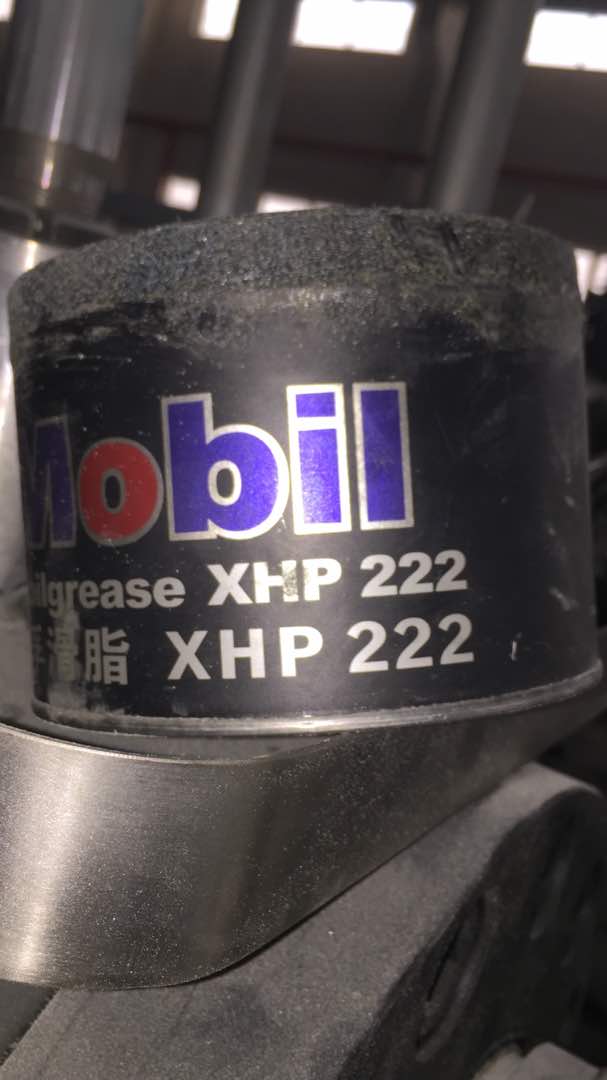 Mobil
ilgrease XHP 222
滑脂 XHP 222